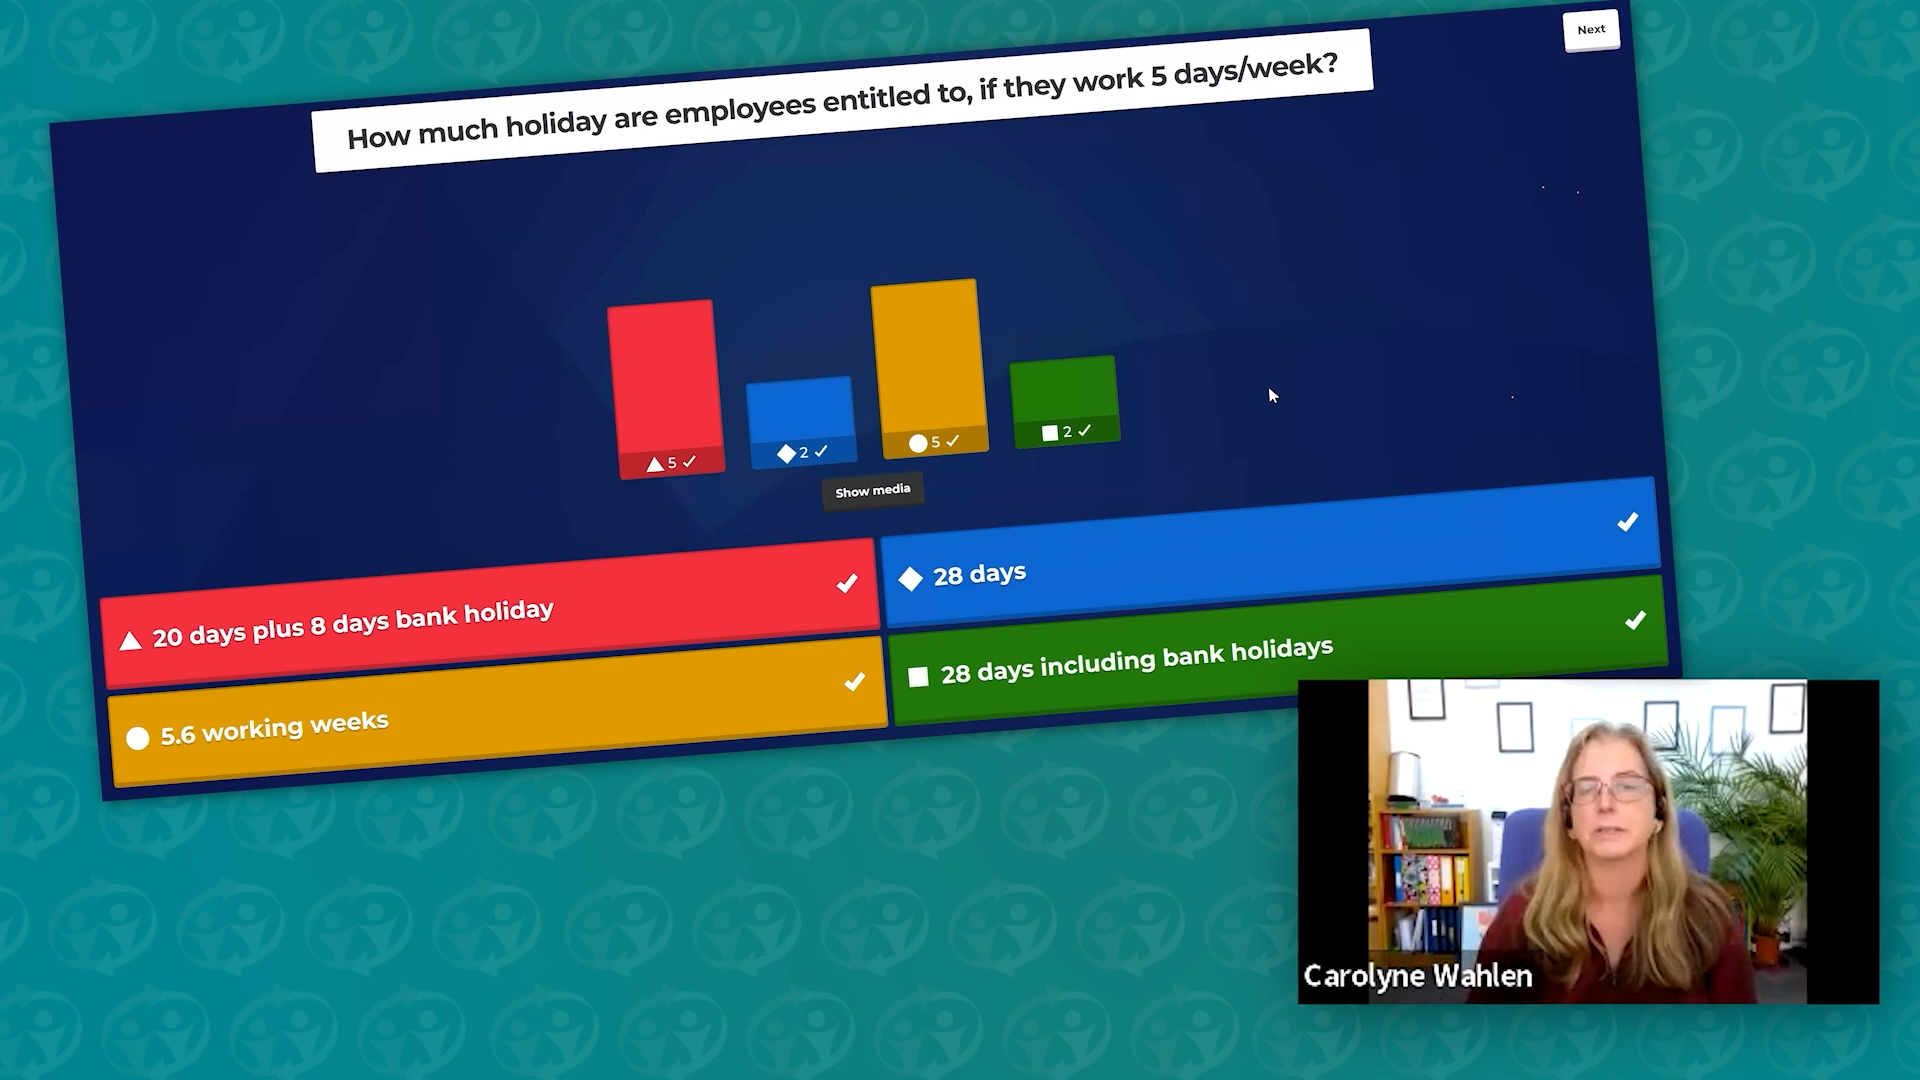 Next
How much holiday are employees entitled to, if they work 5 days/week?
5
2
5
2
Show media
20 days plus 8 days bank holiday
28 days
5.6 working weeks
28 days including bank holidays
Carolyne Wahlen